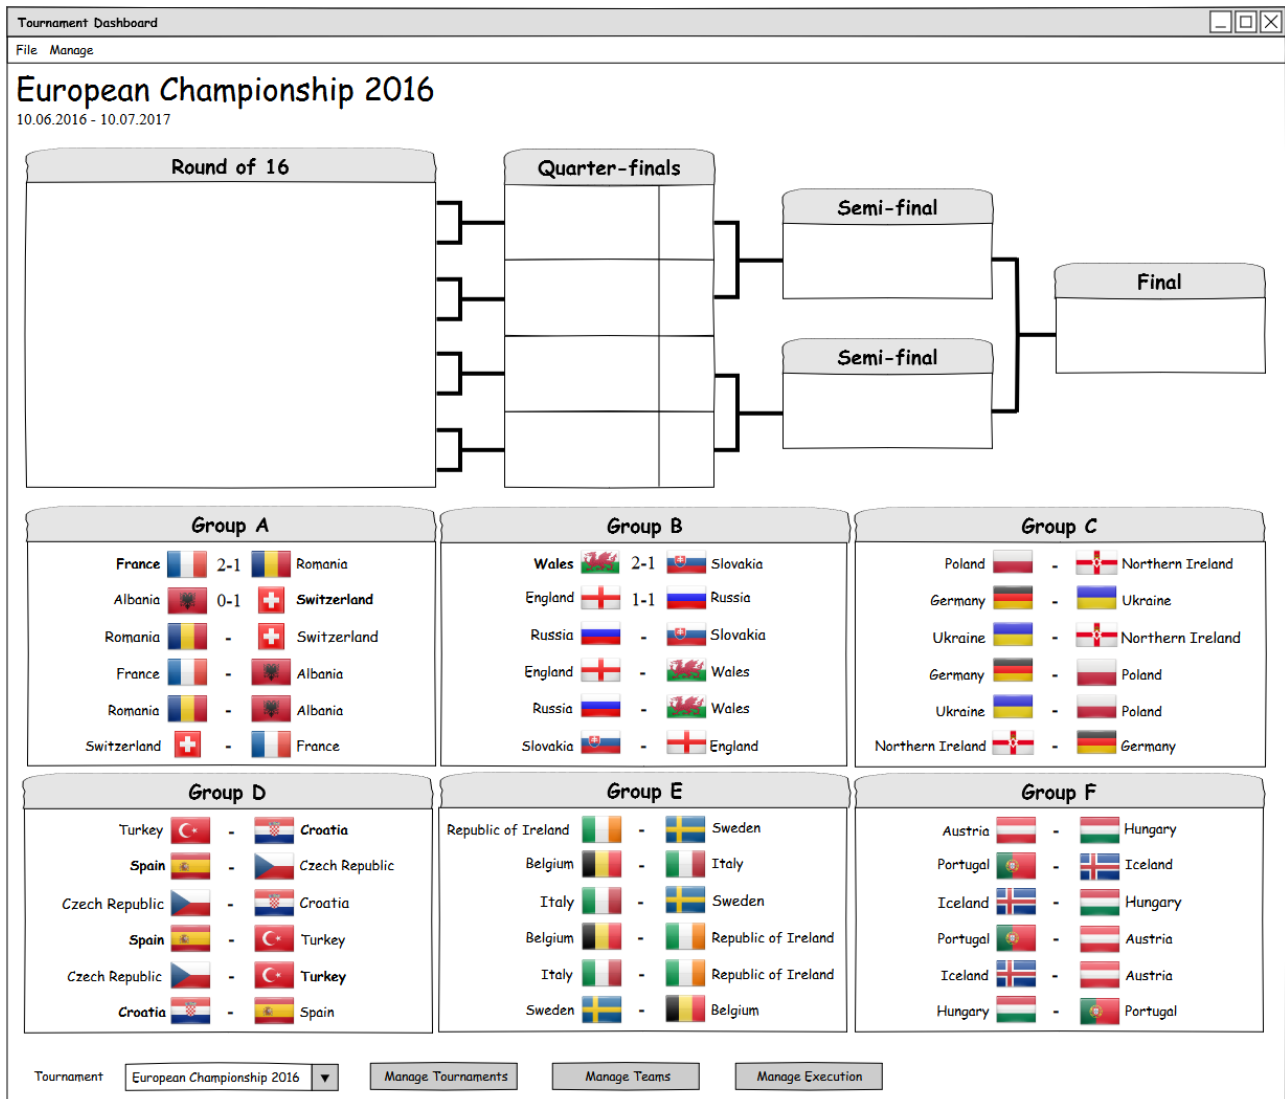 Tournament Dashboard
File Manage
European Championship 2016
10.06.2016 - 10.07.2017
Round of 16
Quarter-finals
Semi-final
Semi-final
Final
Group A
France 2-1 Romania
Albania 0-1 Switzerland
Romania - Switzerland
France - Albania
Romania - Albania
Switzerland - France
Group B
Wales 2-1 Slovakia
England 1-1 Russia
Russia - Slovakia
England - Wales
Russia - Wales
Slovakia - England
Group C
Poland - Northern Ireland
Germany - Ukraine
Ukraine - Northern Ireland
Germany - Poland
Ukraine - Poland
Northern Ireland - Germany
Group D
Turkey - Croatia
Spain - Czech Republic
Czech Republic - Croatia
Spain - Turkey
Czech Republic - Turkey
Croatia - Spain
Group E
Republic of Ireland - Sweden
Belgium - Italy
Italy - Sweden
Belgium - Republic of Ireland
Italy - Republic of Ireland
Sweden - Belgium
Group F
Austria - Hungary
Portugal - Iceland
Iceland - Hungary
Portugal - Austria
Iceland - Austria
Hungary - Portugal
Tournament European Championship 2016 Manage Tournaments Manage Teams Manage Execution